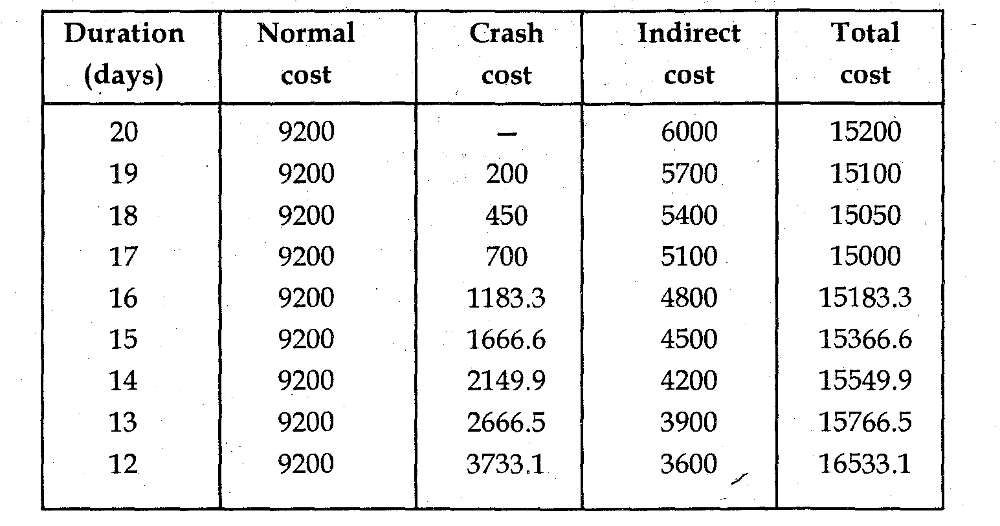 Duration Normal Crash Indirect Total
(days) cost cost cost cost
20 9200 – 6000 15200
19 9200 200 5700 15100
18 9200 450 5400 15050
17 9200 700 5100 15000
16 9200 1183.3 4800 15183.3
15 9200 1666.6 4500 15366.6
14 9200 2149.9 4200 15549.9
13 9200 2666.5 3900 15766.5
12 9200 3733.1 3600 16533.1